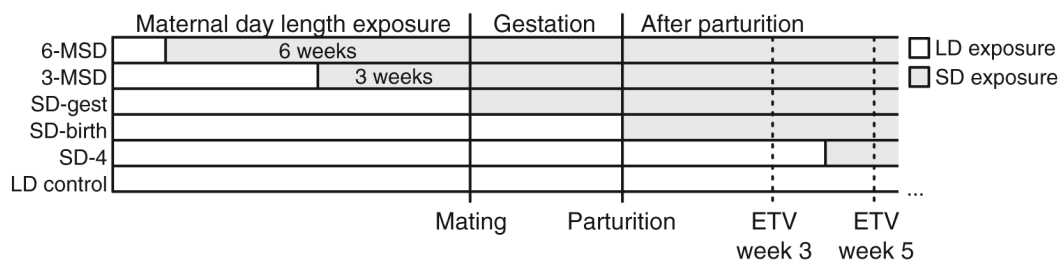 Maternal day length exposure Gestation After parturition
6-MSD 6 weeks LD exposure
3-MSD 3 weeks SD exposure
SD-gest
SD-birth
SD-4
LD control ...
Mating Parturition ETV week 3 ETV week 5